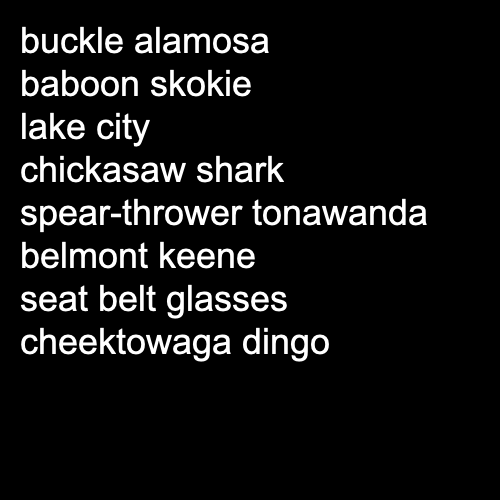 buckle alamosa
baboon skokie
lake city
chickasaw shark
spear-thrower tonawanda
belmont keene
seat belt glasses
cheektowaga dingo